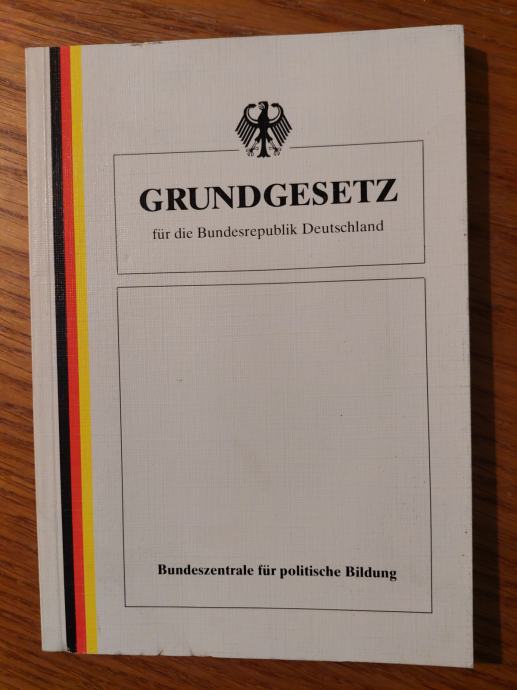 GRUNDGESETZ
für die Bundesrepublik Deutschland
Bundeszentrale für politische Bildung